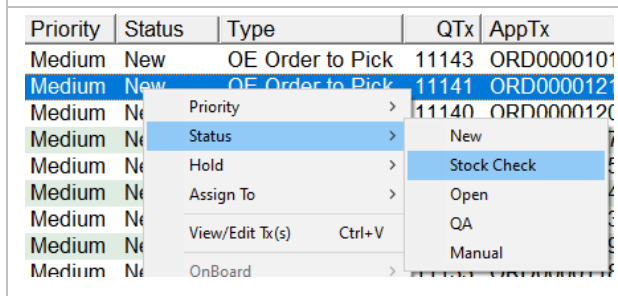 Priority Status Type QTx AppTx
Medium New OE Order to Pick 11143 ORD0000101
Medium New OE Order to Pick 11141 ORD0000121
Medium Priority > 11140 ORD0000120
Medium Status > New
Medium Hold > Stock Check
Medium Assign To > Open
Medium View/Edit Tx(s) Ctrl+V QA
Medium Manual
Medium OnBoard >